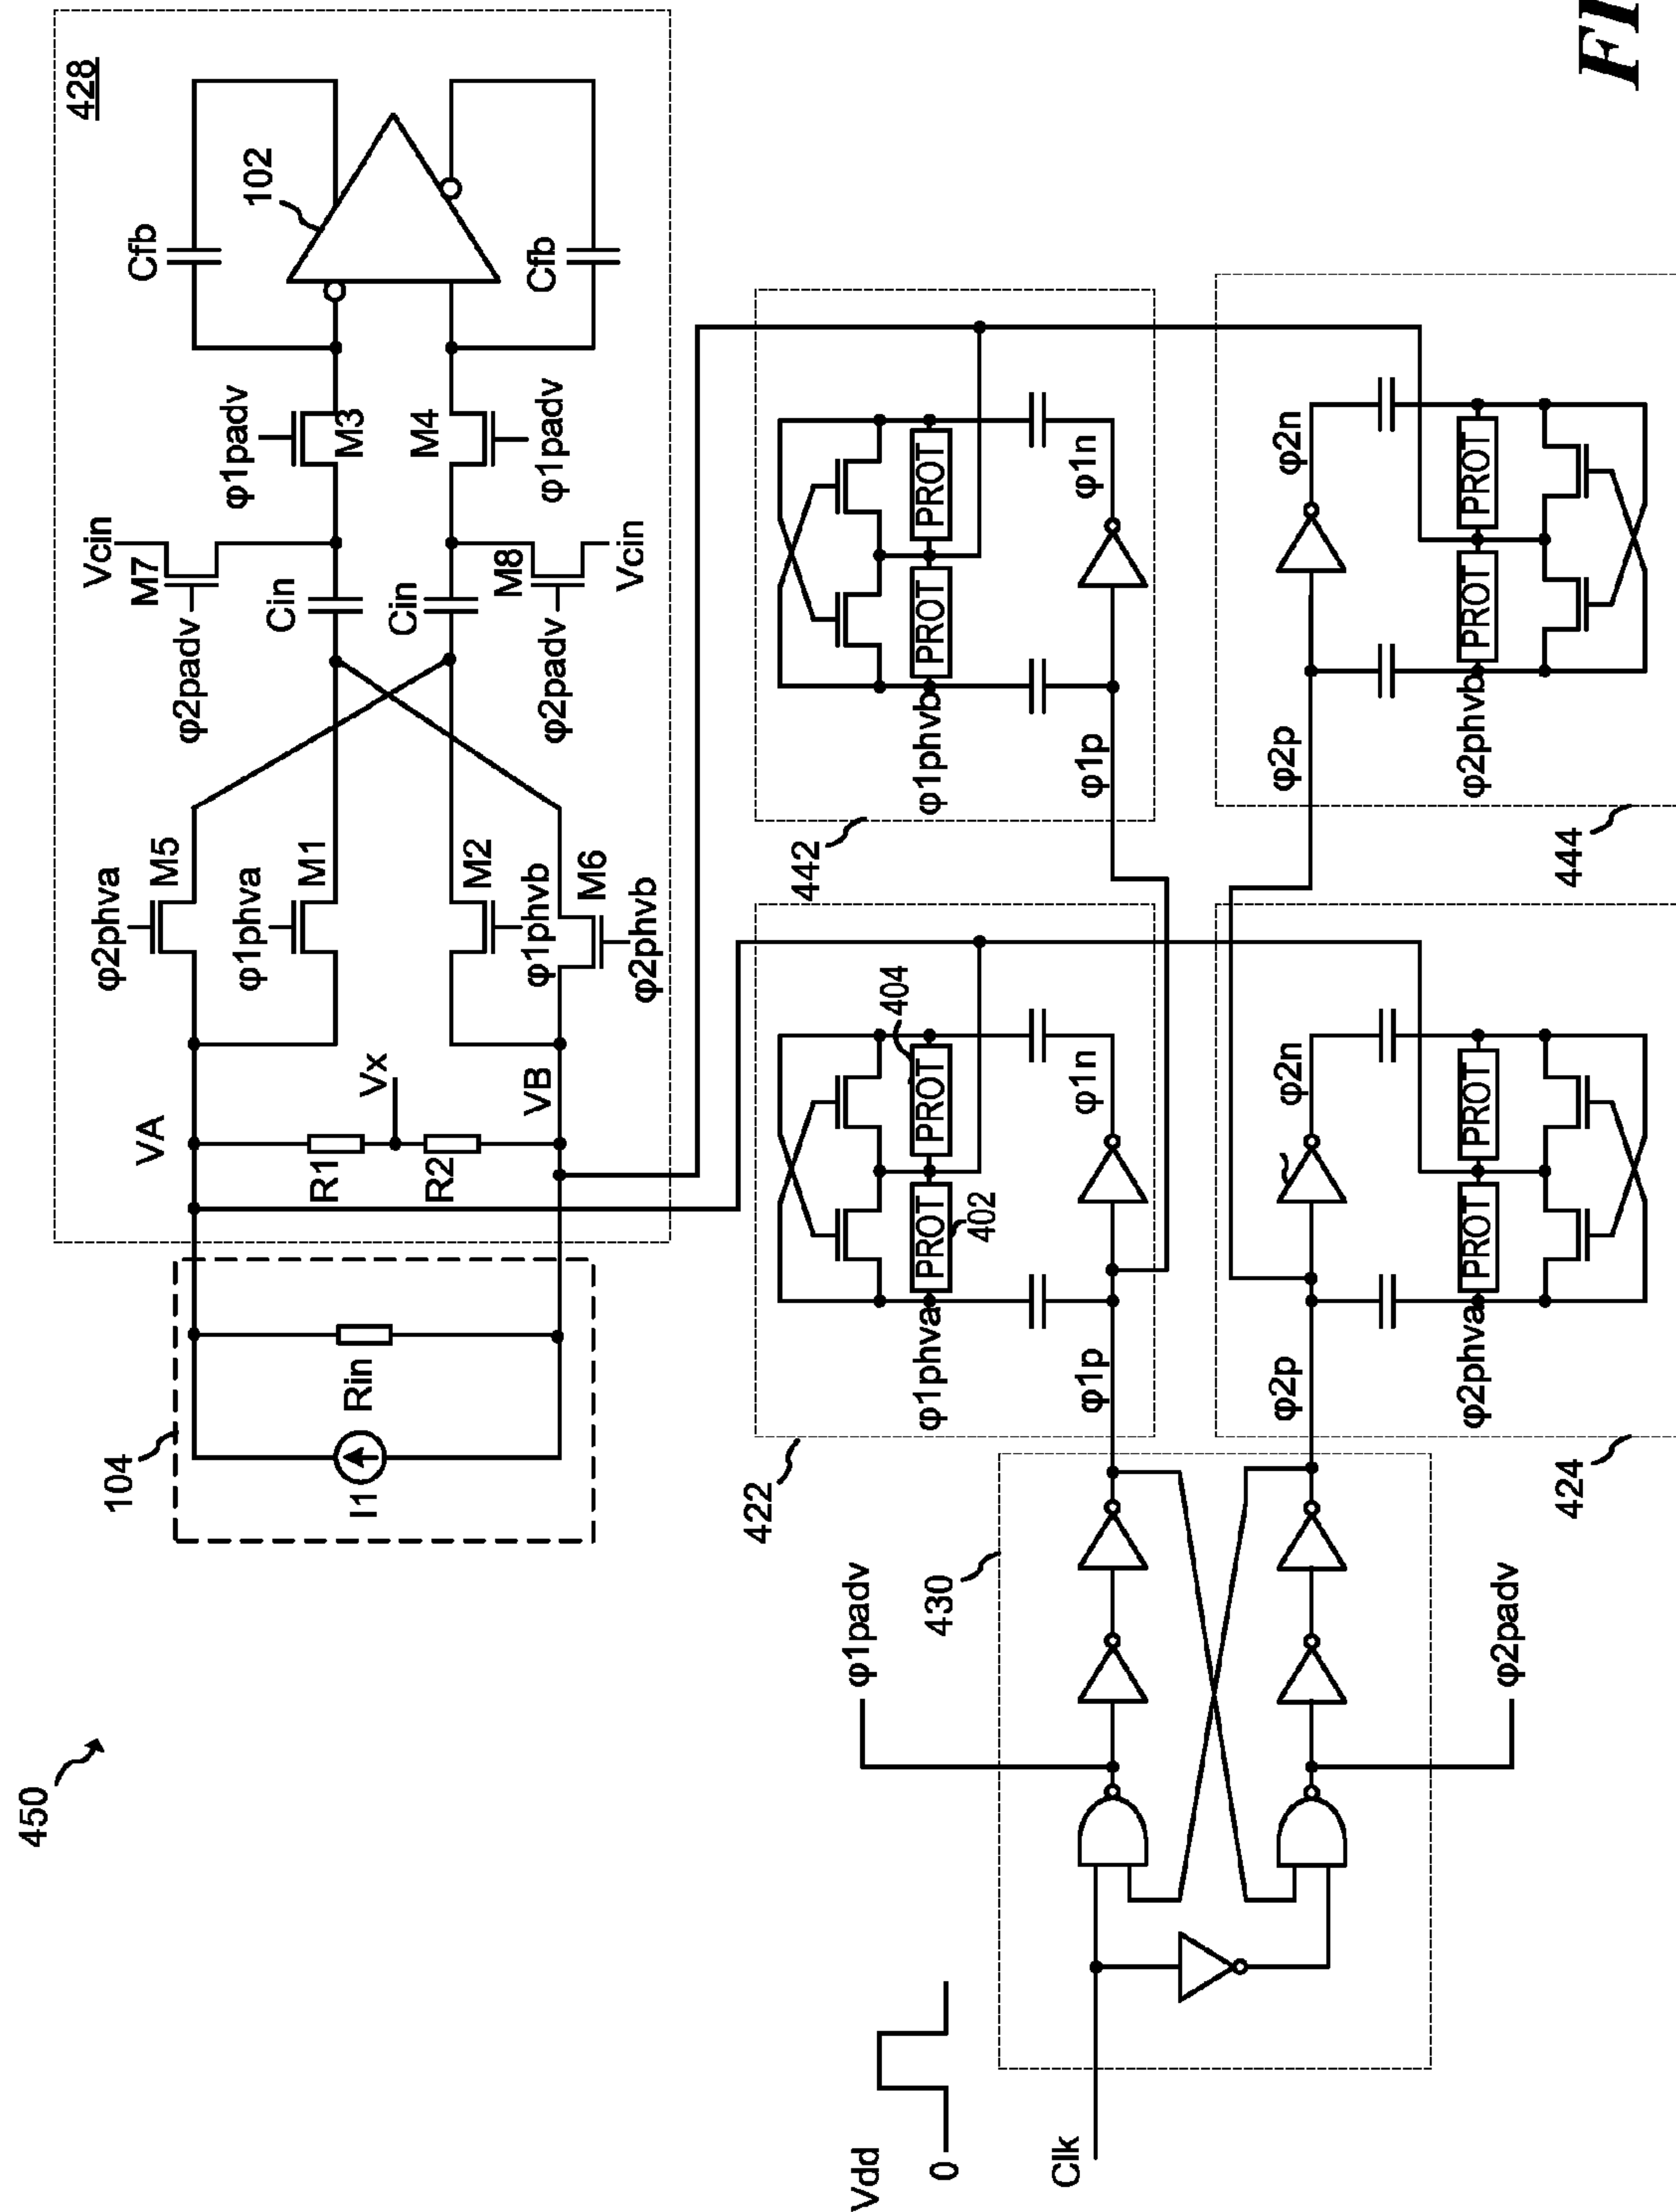 450
428
102
104
Cfb
Cfb
φ1padv
M3
M4
φ1padv
Vcin
M7
φ2padv
Cin
Cin
M8
φ2padv
Vcin
φ2phva
M5
φ1phva
M1
M2
φ1phvb
M6
φ2phvb
VA
Vx
VB
R1
R2
Rin
I1
422
PROT
PROT
402
404
φ1phva
φ1p
φ1n
442
PROT
PROT
φ1phvb
φ1p
φ1n
424
PROT
PROT
φ2phva
φ2p
φ2n
444
PROT
PROT
φ2phvb
φ2p
φ2n
430
φ1padv
φ2padv
Vdd
0
Clk